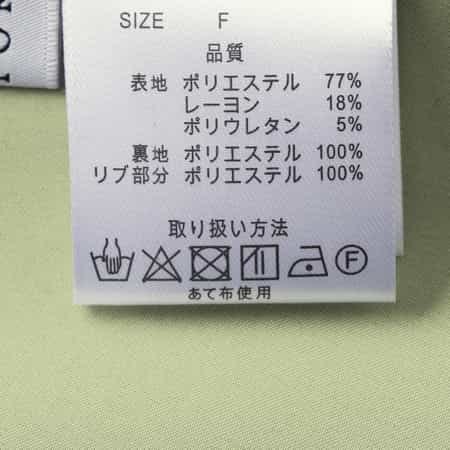 SIZE F
品質
表地 ポリエステル 77%
レーヨン 18%
ポリウレタン 5%
裏地 ポリエステル 100%
リブ部分 ポリエステル 100%
取り扱い方法
F
あて布使用